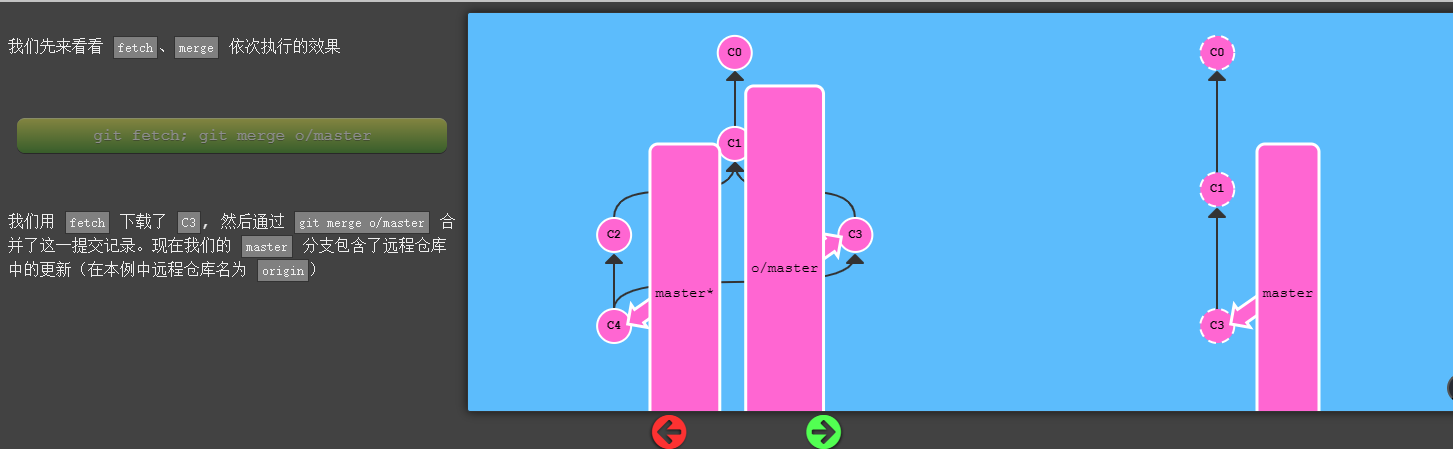 我们先来看看 fetch、merge 依次执行的效果
git fetch; git merge o/master
我们用 fetch 下载了 C3, 然后通过 git merge o/master 合
并了这一提交记录。现在我们的 master 分支包含了远程仓库
中的更新（在本例中远程仓库名为 origin）
C0
C1
C2
C3
o/master
master*
C4
C0
C1
master
C3